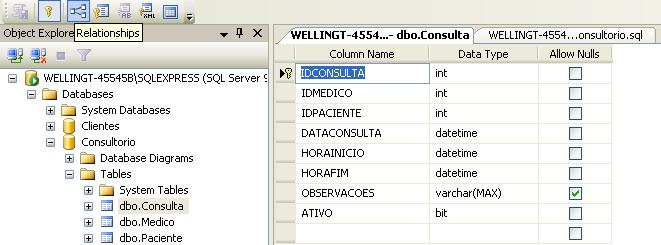 Object Explore
Relationships
WELLINGT-45545B\SQLEXPRESS (SQL Server 9
Databases
System Databases
Clientes
Consultorio
Database Diagrams
Tables
System Tables
dbo.Consulta
dbo.Medico
dbo.Paciente
WELLINGT-4554...- dbo.Consulta
WELLINGT-4554...onsultorio.sql
Column Name Data Type Allow Nulls
IDCONSULTA int
IDMEDICO int
IDPACIENTE int
DATACONSULTA datetime
HORAINICIO datetime
HORAFIM datetime
OBSERVACOES varchar(MAX)
ATIVO bit